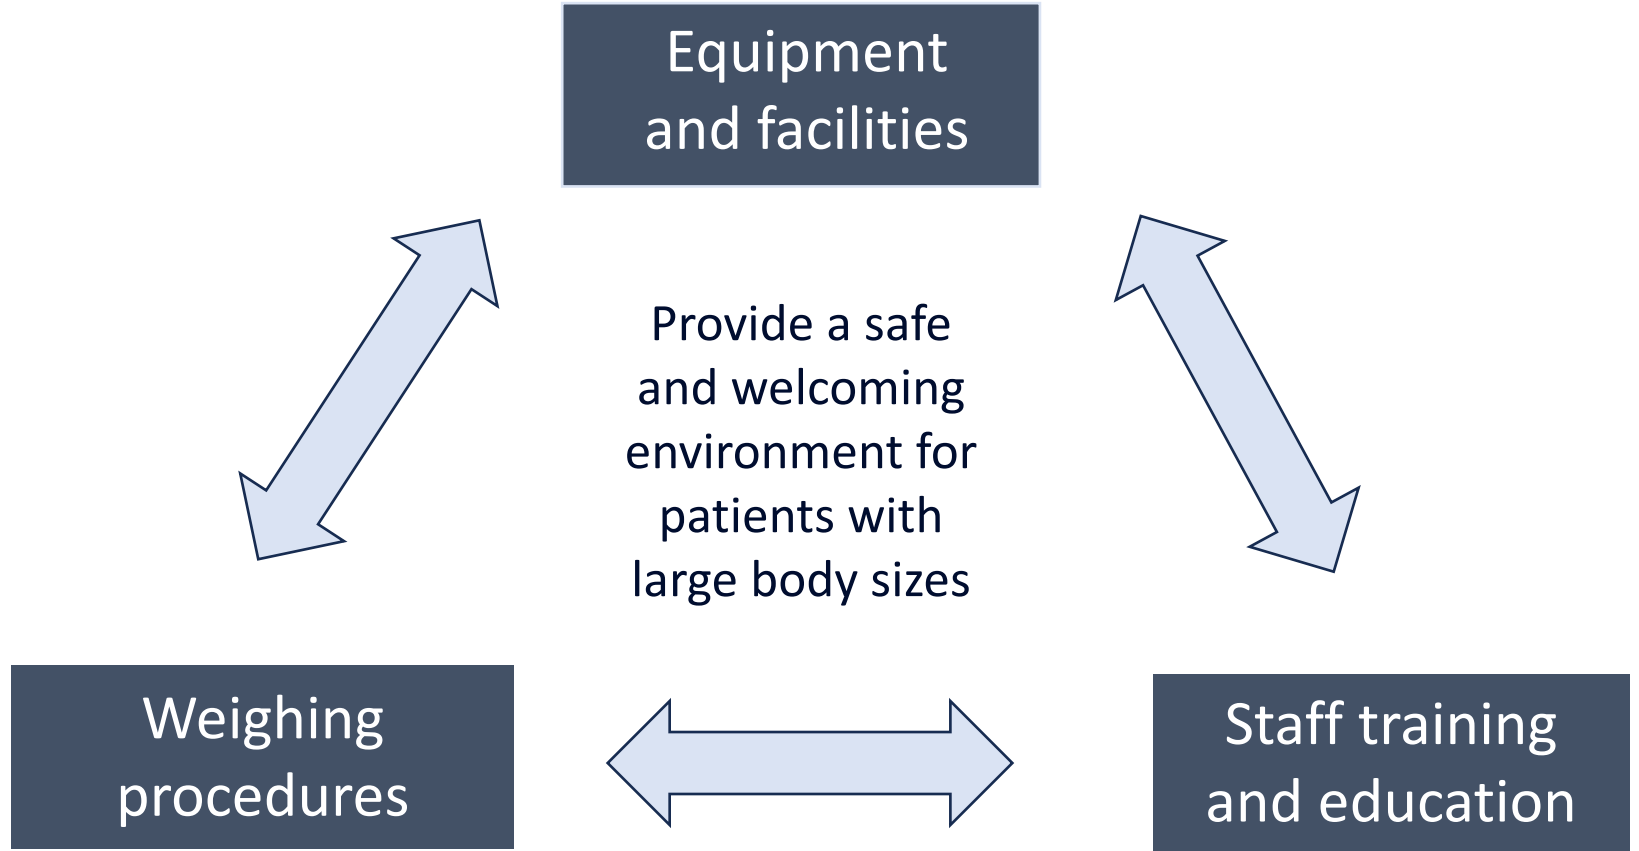 Equipment
and facilities
Provide a safe
and welcoming
environment for
patients with
large body sizes
Weighing
procedures
Staff training
and education